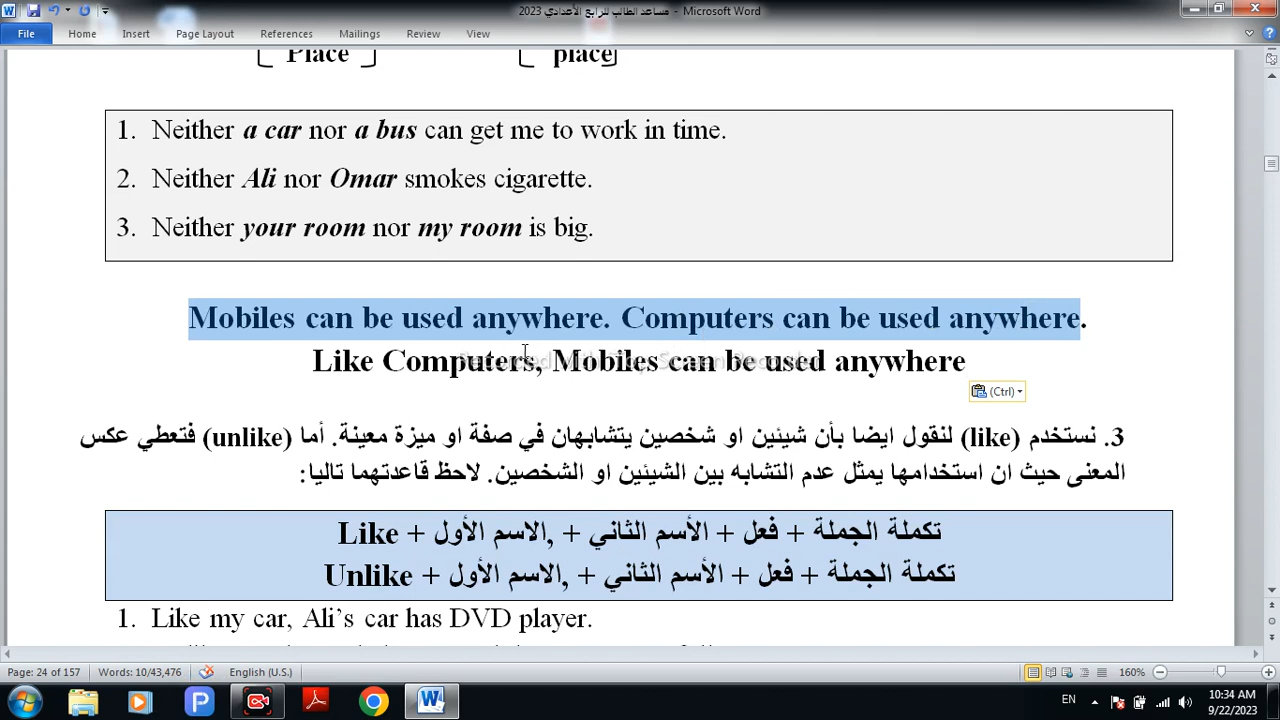 مساعد الطالب للرابع الأعدادي 2023 - Microsoft Word
File Home Insert Page Layout References Mailings Review View
Place place
1. Neither a car nor a bus can get me to work in time.
2. Neither Ali nor Omar smokes cigarette.
3. Neither your room nor my room is big.
Mobiles can be used anywhere. Computers can be used anywhere.
Like Computers, Mobiles can be used anywhere
Recorded with iTop Screen Recorder
(Ctrl)
3. نستخدم (like) لنقول ايضا بأن شيئين او شخصين يتشابهان في صفة او ميزة معينة. أما (unlike) فتعطي عكس
المعنى حيث ان استخدامها يمثل عدم التشابه بين الشيئين او الشخصين. لاحظ قاعدتهما تاليا:
Like + الاسم الأول, + الأسم الثاني + فعل + تكملة الجملة
Unlike + الاسم الأول, + الأسم الثاني + فعل + تكملة الجملة
1. Like my car, Ali's car has DVD player.
Page: 24 of 157 Words: 10/43,476 English (U.S.) 160%
EN 10:34 AM
9/22/2023